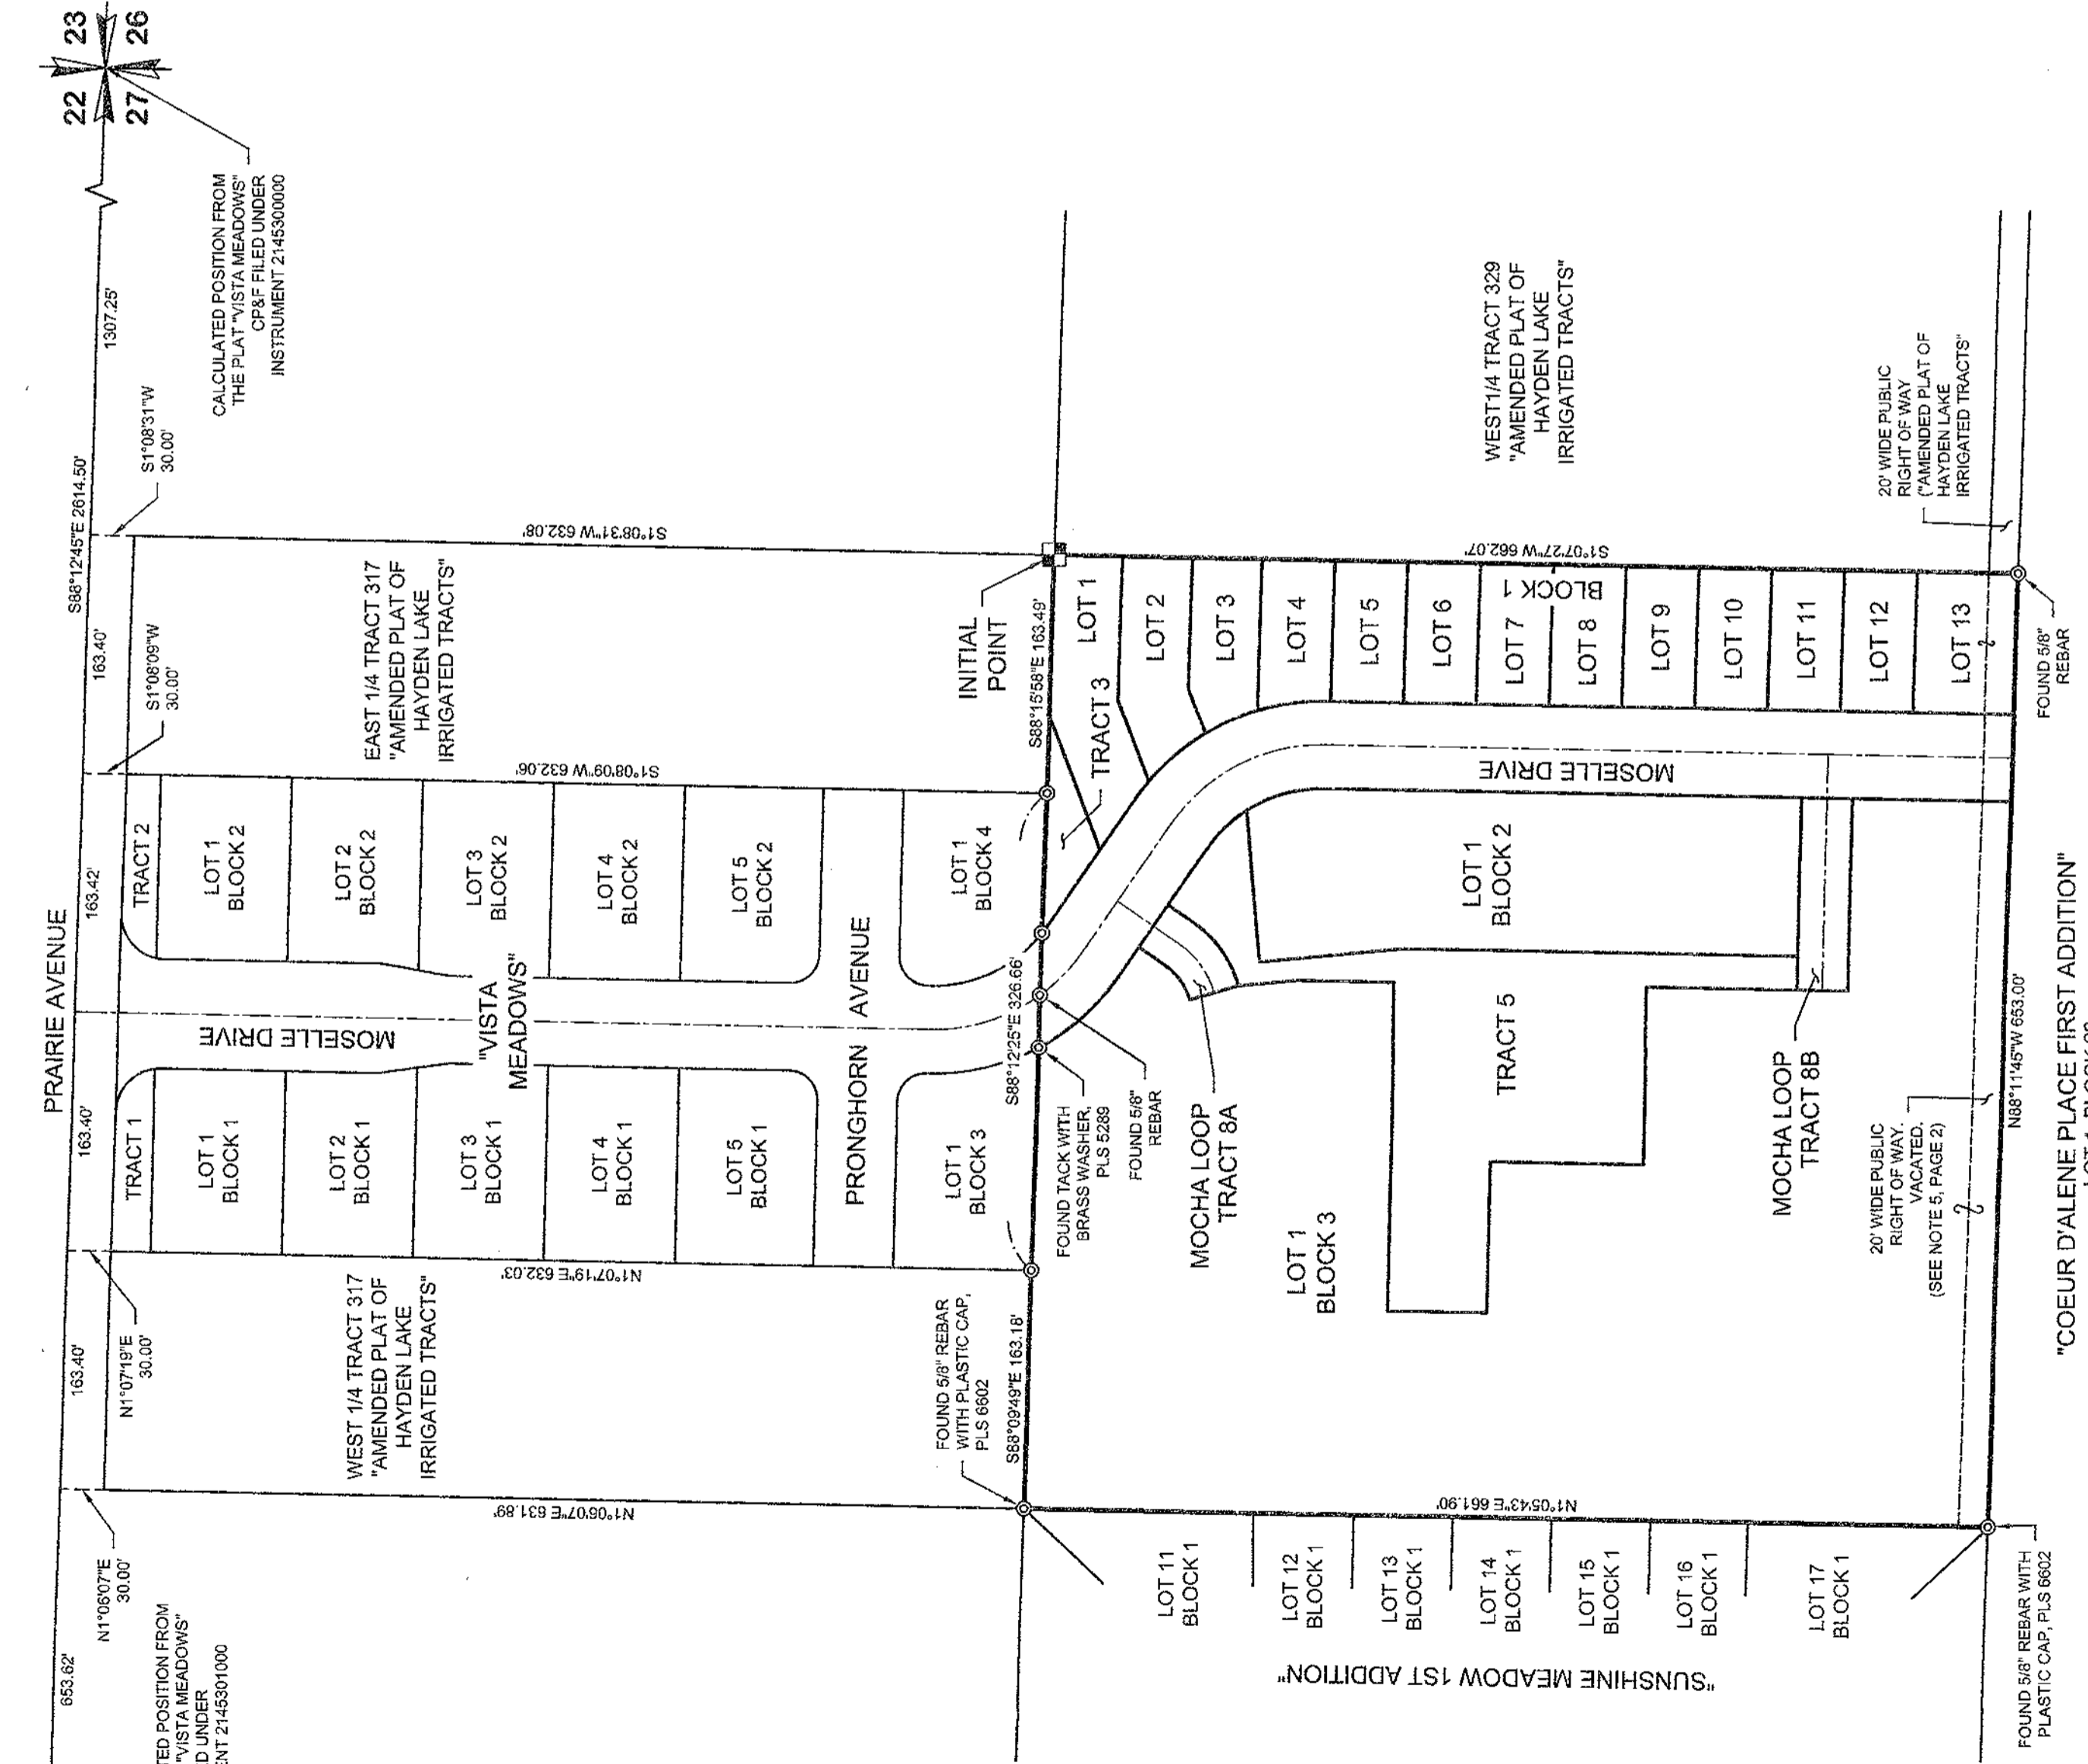 22
23
27
26
CALCULATED POSITION FROM
THE PLAT "VISTA MEADOWS"
CP&F FILED UNDER
INSTRUMENT 2145300000
1307.25'
S88°12'45"E 2614.50'
S1°08'31"W
30.00'
163.40'
S1°08'09"W
30.00'
163.42'
PRAIRIE AVENUE
163.40'
N1°07'19"E
30.00'
163.40'
N1°06'07"E
30.00'
653.62'
TED POSITION FROM
"VISTA MEADOWS"
D UNDER
ENT 2145301000
S1°08'31"W 632.08'
EAST 1/4 TRACT 317
"AMENDED PLAT OF
HAYDEN LAKE
IRRIGATED TRACTS"
S1°08'09"W 632.06'
TRACT 2
LOT 1
BLOCK 2
LOT 2
BLOCK 2
LOT 3
BLOCK 2
LOT 4
BLOCK 2
LOT 5
BLOCK 2
LOT 1
BLOCK 4
MOSELLE DRIVE
"VISTA
MEADOWS"
PRONGHORN AVENUE
TRACT 1
LOT 1
BLOCK 1
LOT 2
BLOCK 1
LOT 3
BLOCK 1
LOT 4
BLOCK 1
LOT 5
BLOCK 1
LOT 1
BLOCK 3
N1°07'19"E 632.03'
WEST 1/4 TRACT 317
"AMENDED PLAT OF
HAYDEN LAKE
IRRIGATED TRACTS"
N1°06'07"E 631.89'
INITIAL
POINT
S88°15'58"E 163.49'
S88°12'25"E 326.66'
S88°09'49"E 163.18'
FOUND 5/8" REBAR
WITH PLASTIC CAP,
PLS 6602
FOUND TACK WITH
BRASS WASHER,
PLS 5289
FOUND 5/8"
REBAR
WEST1/4 TRACT 329
"AMENDED PLAT OF
HAYDEN LAKE
IRRIGATED TRACTS"
20' WIDE PUBLIC
RIGHT OF WAY
("AMENDED PLAT OF
HAYDEN LAKE
IRRIGATED TRACTS"
S1°07'27"W 662.07'
LOT 1
LOT 2
LOT 3
LOT 4
LOT 5
LOT 6
LOT 7
BLOCK 1
LOT 8
LOT 9
LOT 10
LOT 11
LOT 12
LOT 13
FOUND 5/8"
REBAR
TRACT 3
MOSELLE DRIVE
LOT 1
BLOCK 2
TRACT 5
MOCHA LOOP
TRACT 8A
MOCHA LOOP
TRACT 8B
LOT 1
BLOCK 3
20' WIDE PUBLIC
RIGHT OF WAY.
VACATED.
(SEE NOTE 5, PAGE 2)
N88°11'45"W 653.00'
"COEUR D'ALENE PLACE FIRST ADDITION"
N1°05'43"E 661.90'
LOT 11
BLOCK 1
LOT 12
BLOCK 1
LOT 13
BLOCK 1
LOT 14
BLOCK 1
LOT 15
BLOCK 1
LOT 16
BLOCK 1
LOT 17
BLOCK 1
"SUNSHINE MEADOW 1ST ADDITION"
FOUND 5/8" REBAR WITH
PLASTIC CAP, PLS 6602